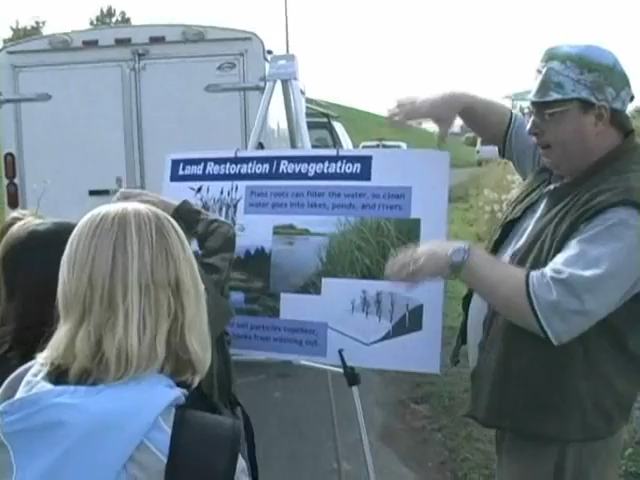 Land Restoration / Revegetation
Plant roots can filter the water, so clean
water goes into lakes, ponds, and rivers.
soil particles together,
from washing out.